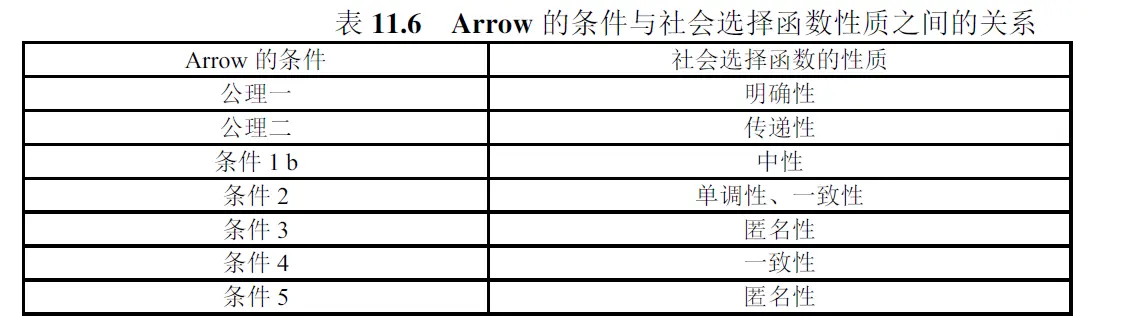 表 11.6 Arrow 的条件与社会选择函数性质之间的关系
Arrow 的条件 社会选择函数的性质
公理一 明确性
公理二 传递性
条件 1 b 中性
条件 2 单调性、一致性
条件 3 匿名性
条件 4 一致性
条件 5 匿名性